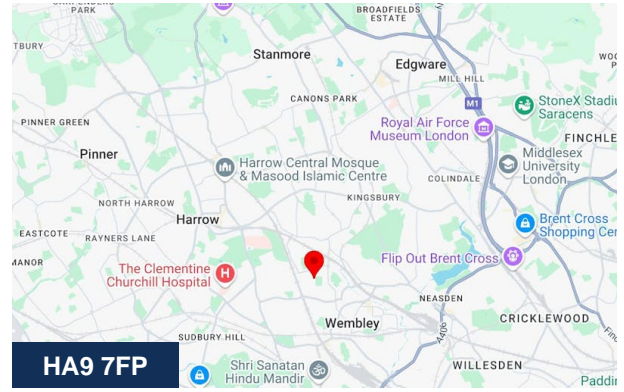 PARK
BROADFIELDS
ESTATE
TBURY
Stanmore
Edgware
MILL HILL
CANONS PARK
M1
StoneX Stadiu
Saracens
PINNER GREEN
Royal Air Force
Museum London
FINCHLE
Pinner
Harrow Central Mosque
& Masood Islamic Centre
COLINDALE
Middlesex
University
London
NORTH HARROW
KINGSBURY
Harrow
EASTCOTE
RAYNERS LANE
Brent Cross
Shopping Cen
MANOR
The Clementine
Churchill Hospital
H
Flip Out Brent Cross
NEASDEN
Wembley
A406
CRICKLEWOOD
SUDBURY HILL
HA9 7FP
Shri Sanatan
Hindu Mandir
WILLESDEN
Paddin